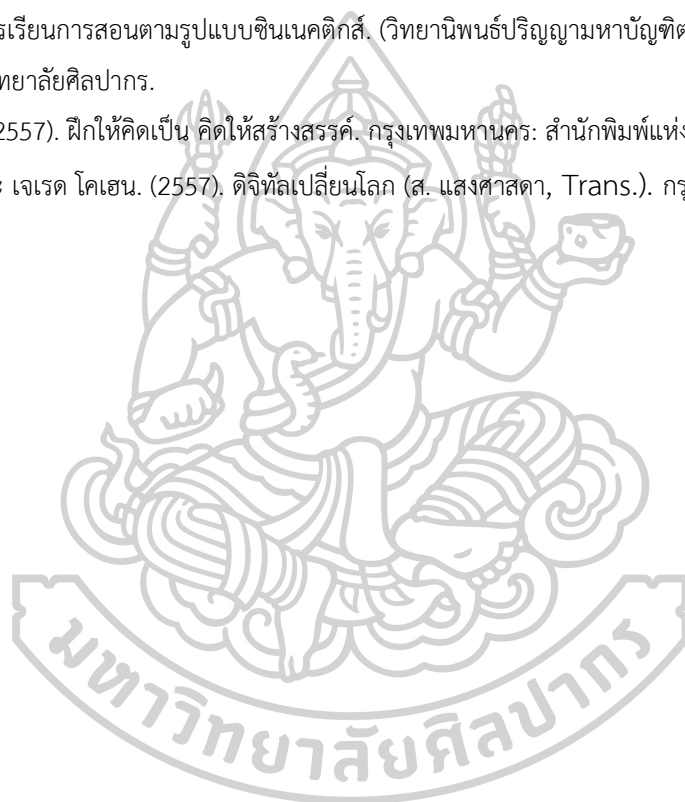 รเรียนการสอนตามรูปแบบซินเนคติกส์. (วิทยานิพนธ์ปริญญามหาบัณฑิต
ทยาลัยศิลปากร.
2557). ฝึกให้คิดเป็น คิดให้สร้างสรรค์. กรุงเทพมหานคร: สำนักพิมพ์แห่ง
ะ เจเรด โคเฮน. (2557). ดิจิทัลเปลี่ยนโลก (ส. แสงศาสดา, Trans.). กรุ
มหาวิทยาลัยศิลปากร